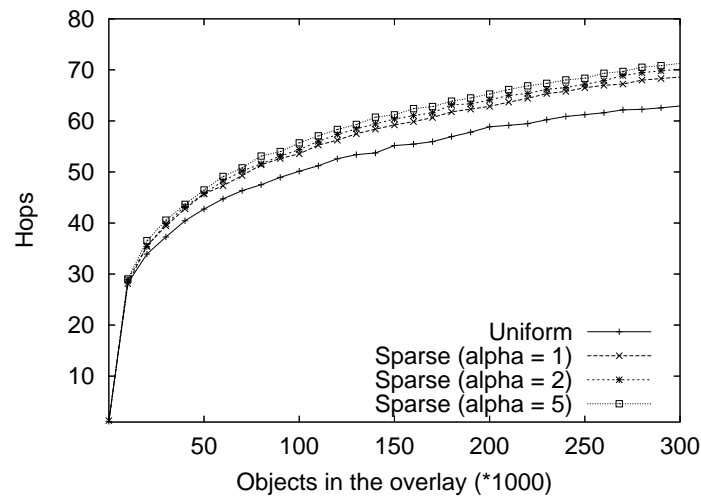 80
70
60
50
40
30
20
10
Hops
Uniform
Sparse (alpha = 1)
Sparse (alpha = 2)
Sparse (alpha = 5)
50 100 150 200 250 300
Objects in the overlay (*1000)